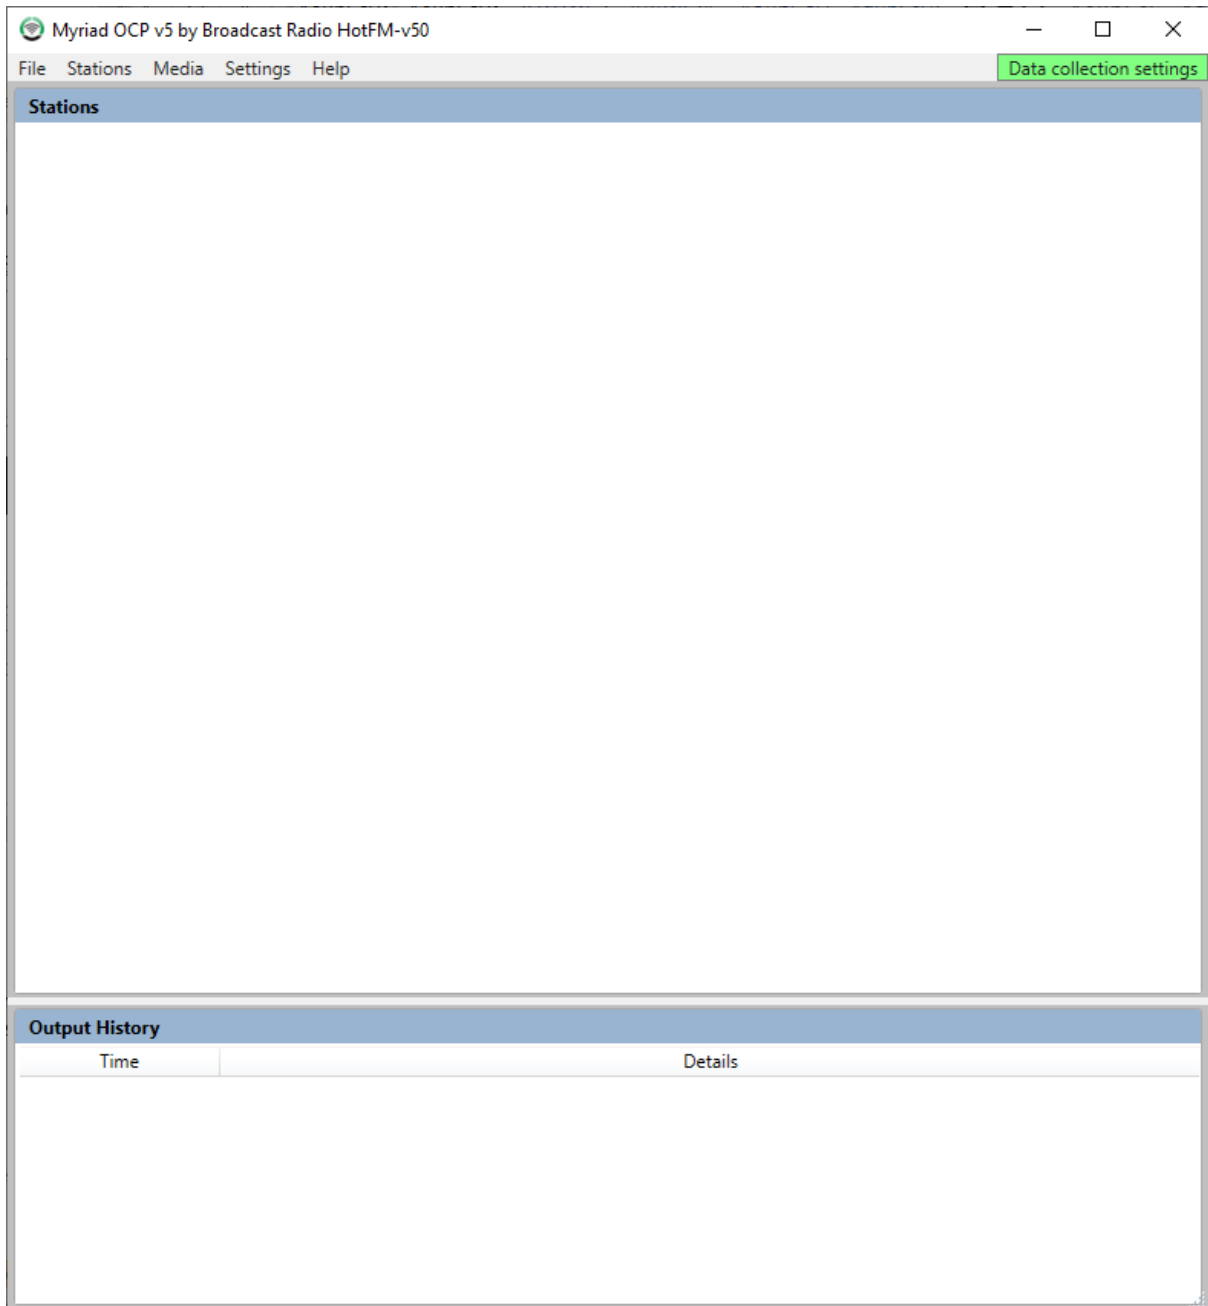 Myriad OCP v5 by Broadcast Radio HotFM-v50
File Stations Media Settings Help Data collection settings
Stations
Output History
Time Details